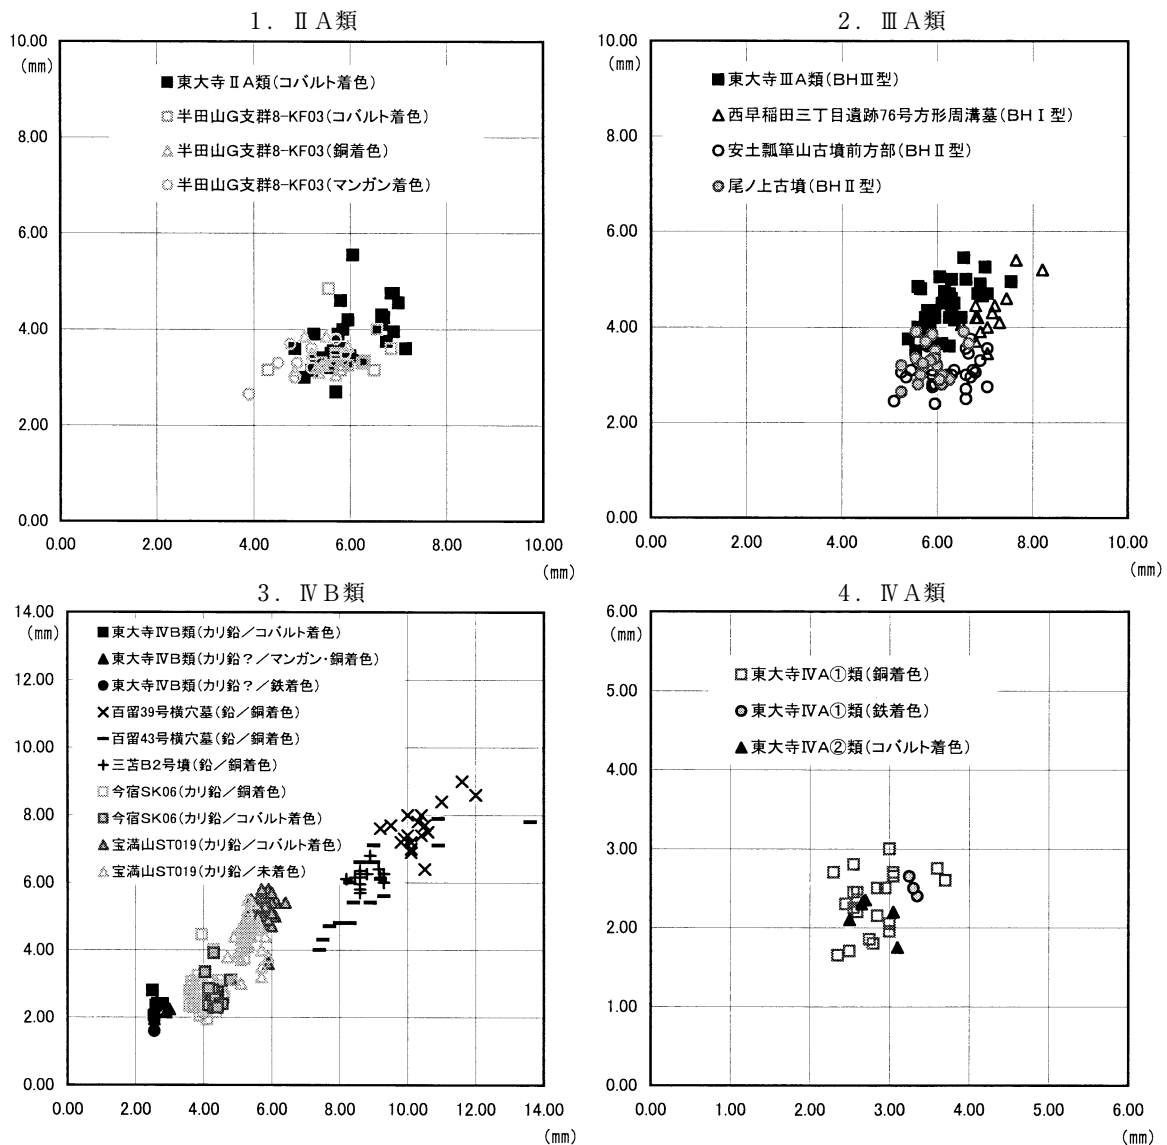 1. ⅡA類
10.00
(mm)
8.00
6.00
4.00
2.00
0.00
■東大寺ⅡA類(コバルト着色)
半田山G支群8-KF03(コバルト着色)
半田山G支群8-KF03(銅着色)
半田山G支群8-KF03(マンガン着色)
0.00 2.00 4.00 6.00 8.00 10.00
(mm)
2. ⅢA類
10.00
(mm)
8.00
6.00
4.00
2.00
0.00
■東大寺ⅢA類(BHⅢ型)
西早稲田三丁目遺跡76号方形周溝墓(BHⅠ型)
安土瓢箪山古墳前方部(BHⅡ型)
尾ノ上古墳(BHⅡ型)
0.00 2.00 4.00 6.00 8.00 10.00
(mm)
3. ⅣB類
14.00
(mm)
12.00
10.00
8.00
6.00
4.00
2.00
0.00
■東大寺ⅣB類(カリ鉛/コバルト着色)
▲東大寺ⅣB類(カリ鉛?/マンガン・銅着色)
●東大寺ⅣB類(カリ鉛?/鉄着色)
×百留39号横穴墓(鉛/銅着色)
-百留43号横穴墓(鉛/銅着色)
+三苫B2号墳(鉛/銅着色)
今宿SK06(カリ鉛/銅着色)
今宿SK06(カリ鉛/コバルト着色)
宝満山ST019(カリ鉛/コバルト着色)
宝満山ST019(カリ鉛/未着色)
0.00 2.00 4.00 6.00 8.00 10.00 12.00 14.00
(mm)
4. ⅣA類
6.00
(mm)
5.00
4.00
3.00
2.00
1.00
0.00
東大寺ⅣA①類(銅着色)
東大寺ⅣA①類(鉄着色)
▲東大寺ⅣA②類(コバルト着色)
0.00 1.00 2.00 3.00 4.00 5.00 6.00
(mm)